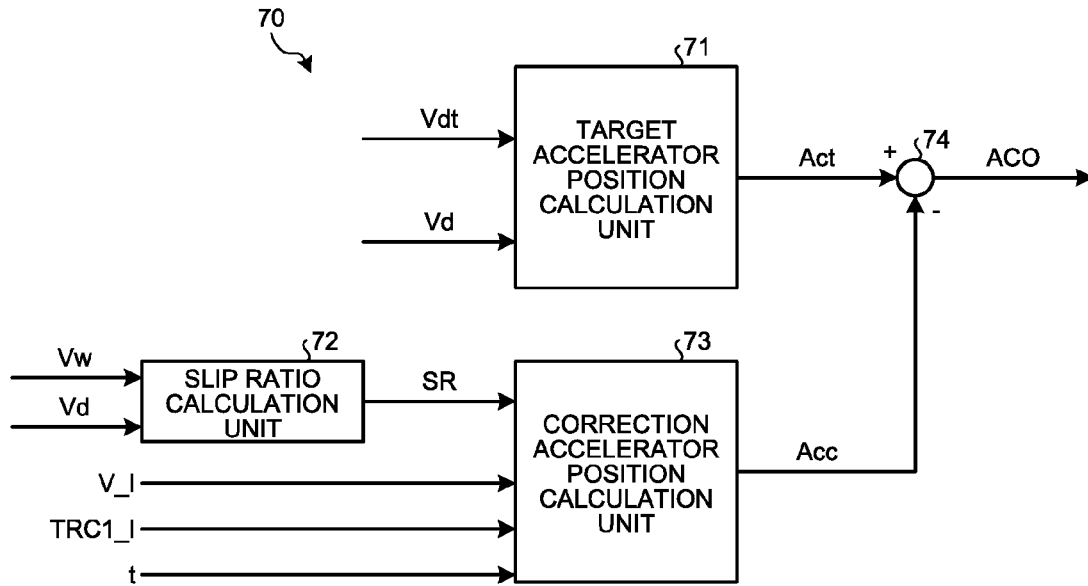 70
71
Vdt
TARGET
ACCELERATOR
POSITION
CALCULATION
UNIT
Vd
Act
+
74
ACO
-
72
Vw
Vd
SLIP RATIO
CALCULATION
UNIT
SR
73
CORRECTION
ACCELERATOR
POSITION
CALCULATION
UNIT
Acc
V_I
TRC1_I
t